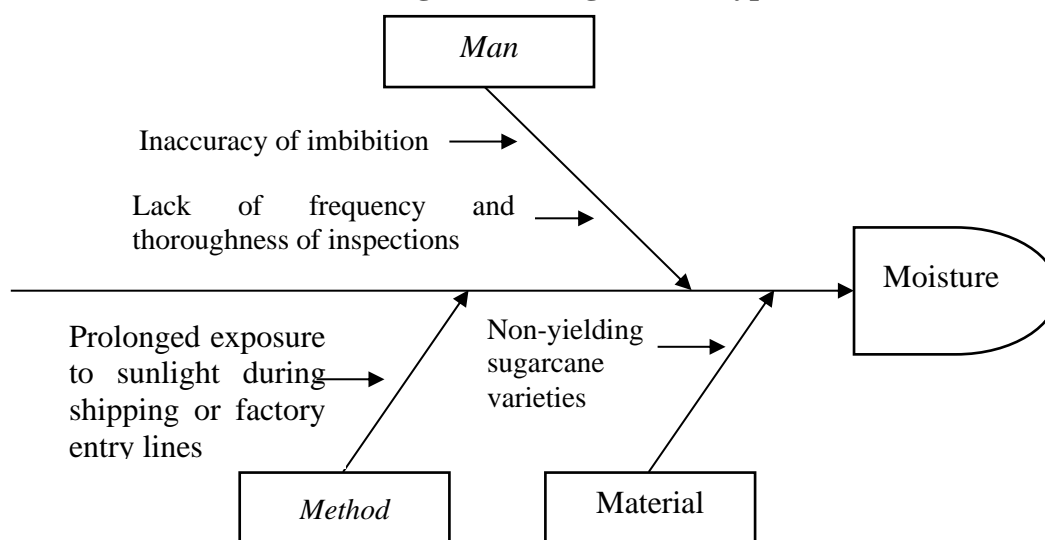 Man
Inaccuracy of imbibition
Lack of frequency and
thoroughness of inspections
Moisture
Prolonged exposure
to sunlight during
shipping or factory
entry lines
Non-yielding
sugarcane
varieties
Method
Material